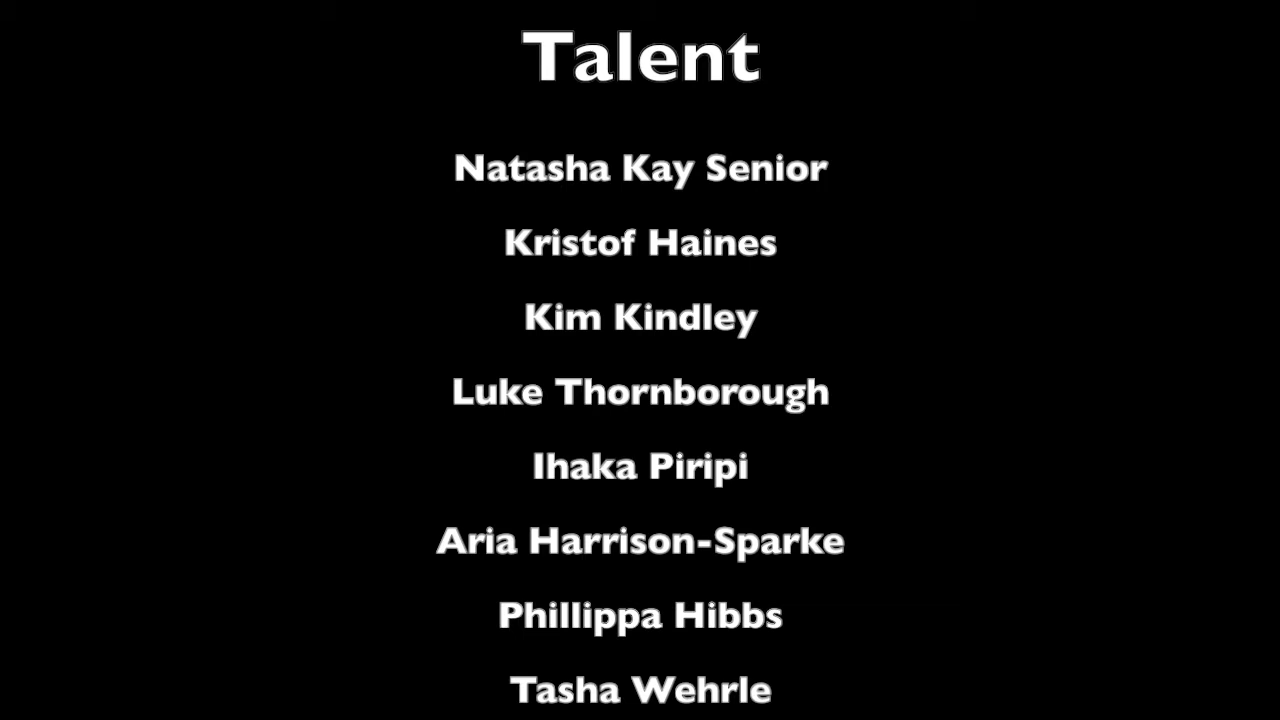 Talent
Natasha Kay Senior
Kristof Haines
Kim Kindley
Luke Thornborough
Ihaka Piripi
Aria Harrison-Sparke
Phillippa Hibbs
Tasha Wehrle